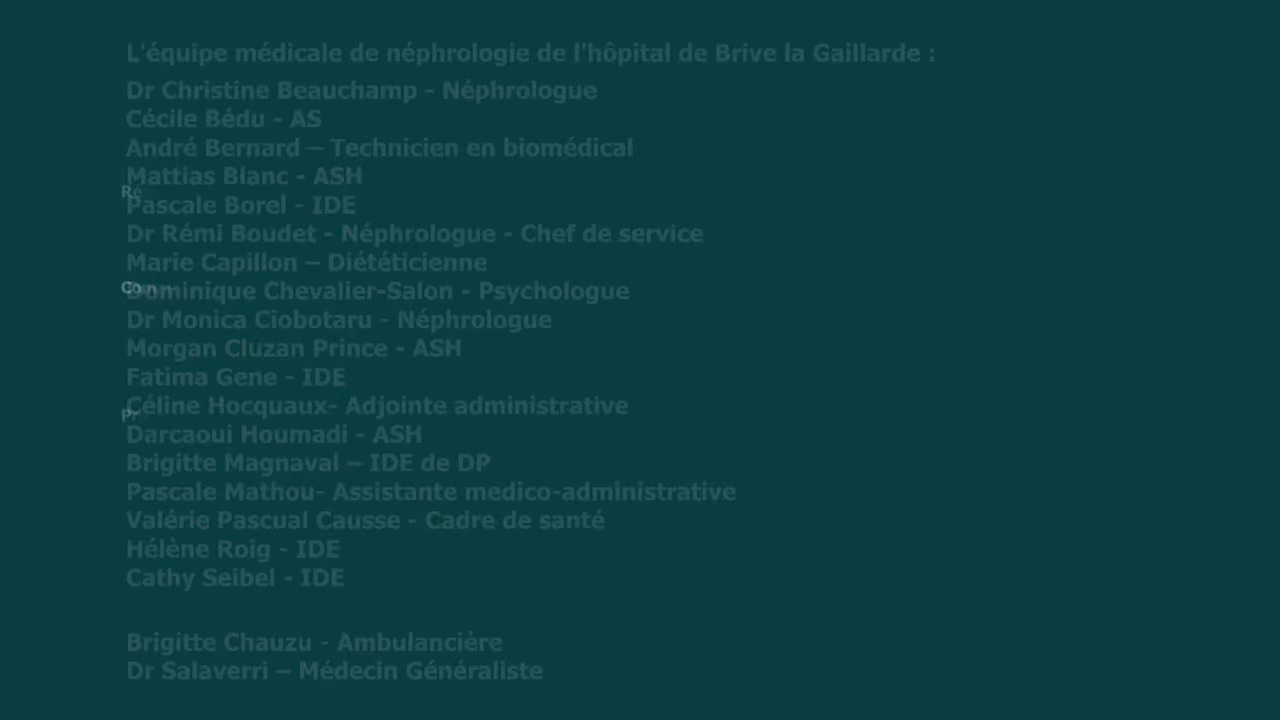 L'équipe médicale de néphrologie de l'hôpital de Brive la Gaillarde :
Dr Christine Beauchamp - Néphrologue
Cécile Bédu - AS
André Bernard – Technicien en biomédical
Mattias Blanc - ASH
Ré
Pascale Borel - IDE
Dr Rémi Boudet - Néphrologue - Chef de service
Marie Capillon – Diététicienne
Dominique Chevalier-Salon - Psychologue
Dr Monica Ciobotaru - Néphrologue
Morgan Cluzan Prince - ASH
Fatima Gene - IDE
Céline Hocquaux- Adjointe administrative
Darcaoui Houmadi - ASH
Brigitte Magnaval – IDE de DP
Pascale Mathou- Assistante medico-administrative
Valérie Pascual Causse - Cadre de santé
Hélène Roig - IDE
Cathy Seibel - IDE
Brigitte Chauzu - Ambulancière
Dr Salaverri – Médecin Généraliste